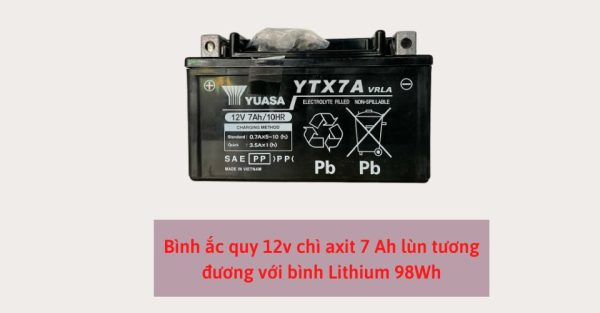 YTX7A VRLA
YUASA
ELECTROLYTE FILLED NON-SPILLABLE
12V 7Ah/10HR
CHARGING METHOD
Standard : 0.7A×5~10 (h)
Quick : 3.5A×1 (h)
SAE PP )PP(
MADE IN VIETNAM
Pb Pb
Bình ắc quy 12v chì axit 7 Ah lùn tương
đương với bình Lithium 98Wh